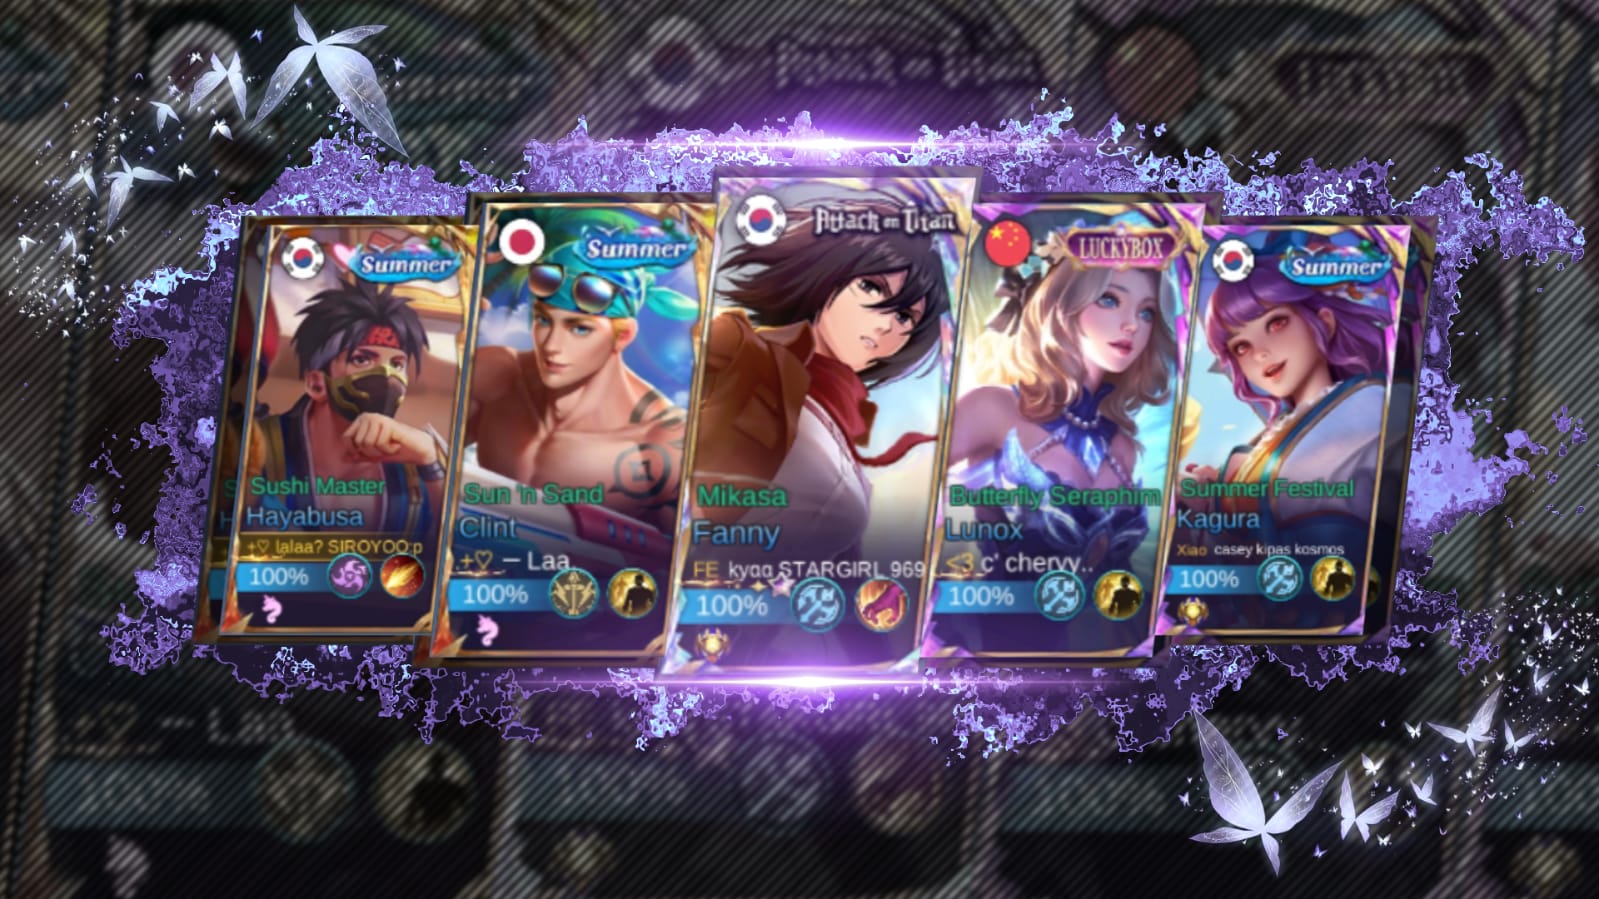 Summer
Sushi Master
Hayabusa
+♡ lalaa? SIROYOO:p
100%
Summer
Sun 'n Sand
Clint
.+♡ – Laa.
100%
Attack on Titan
Mikasa
Fanny
FE kyaa STARGIRL 969
100%
LUCKYBOX
Butterfly Seraphim
Lunox
<3 c' chervy..
100%
Summer
Summer Festival
Kagura
Xiao casey kipas kosmos
100%